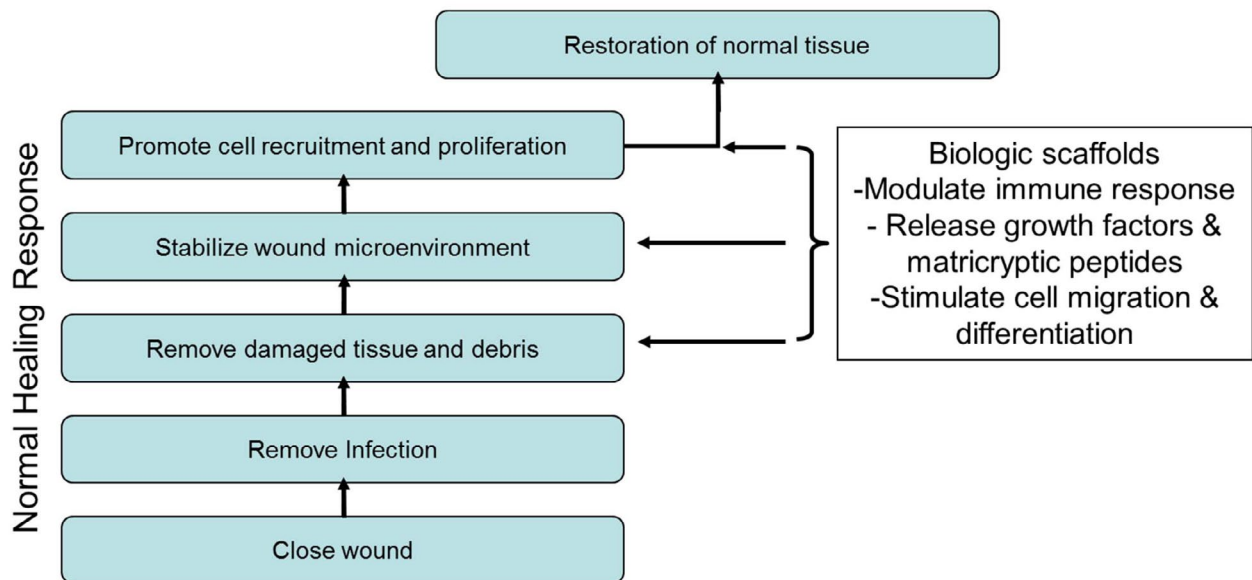 Restoration of normal tissue
Promote cell recruitment and proliferation
Stabilize wound microenvironment
Remove damaged tissue and debris
Remove Infection
Close wound
Normal Healing Response
Biologic scaffolds
-Modulate immune response
- Release growth factors &
matricryptic peptides
-Stimulate cell migration &
differentiation